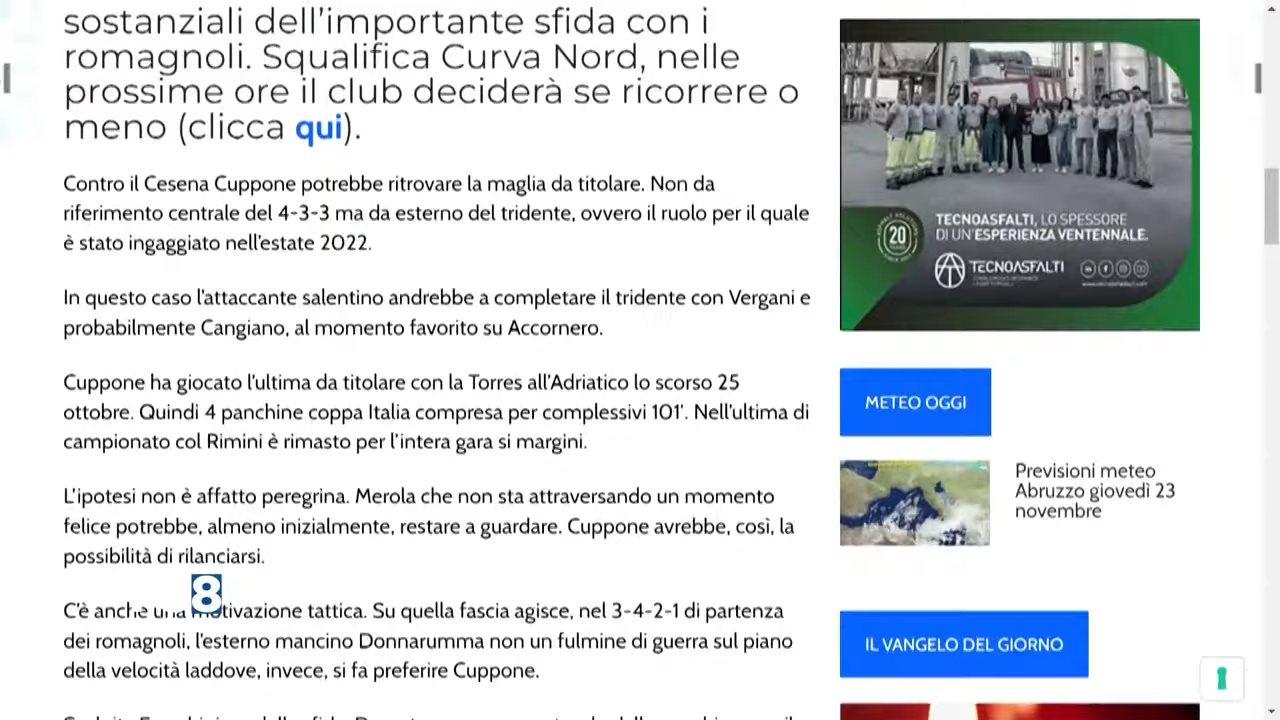 sostanziali dell'importante sfida con i
romagnoli. Squalifica Curva Nord, nelle
prossime ore il club deciderà se ricorrere o
meno (clicca qui).
Contro il Cesena Cuppone potrebbe ritrovare la maglia da titolare. Non da
riferimento centrale del 4-3-3 ma da esterno del tridente, ovvero il ruolo per il quale
è stato ingaggiato nell'estate 2022.
In questo caso l'attaccante salentino andrebbe a completare il tridente con Vergani e
probabilmente Cangiano, al momento favorito su Accornero.
Cuppone ha giocato l'ultima da titolare con la Torres all'Adriatico lo scorso 25
ottobre. Quindi 4 panchine coppa Italia compresa per complessivi 101'. Nell'ultima di
campionato col Rimini è rimasto per l'intera gara si margini.
L'ipotesi non è affatto peregrina. Merola che non sta attraversando un momento
felice potrebbe, almeno inizialmente, restare a guardare. Cuppone avrebbe, così, la
possibilità di rilanciarsi.
8
C'è anche una motivazione tattica. Su quella fascia agisce, nel 3-4-2-1 di partenza
dei romagnoli, l'esterno mancino Donnarumma non un fulmine di guerra sul piano
della velocità laddove, invece, si fa preferire Cuppone.
TECNOASFALTI, LO SPESSORE
DI UN'ESPERIENZA VENTENNALE.
20
TECNOASFALTI
METEO OGGI
Previsioni meteo
Abruzzo giovedì 23
novembre
IL VANGELO DEL GIORNO